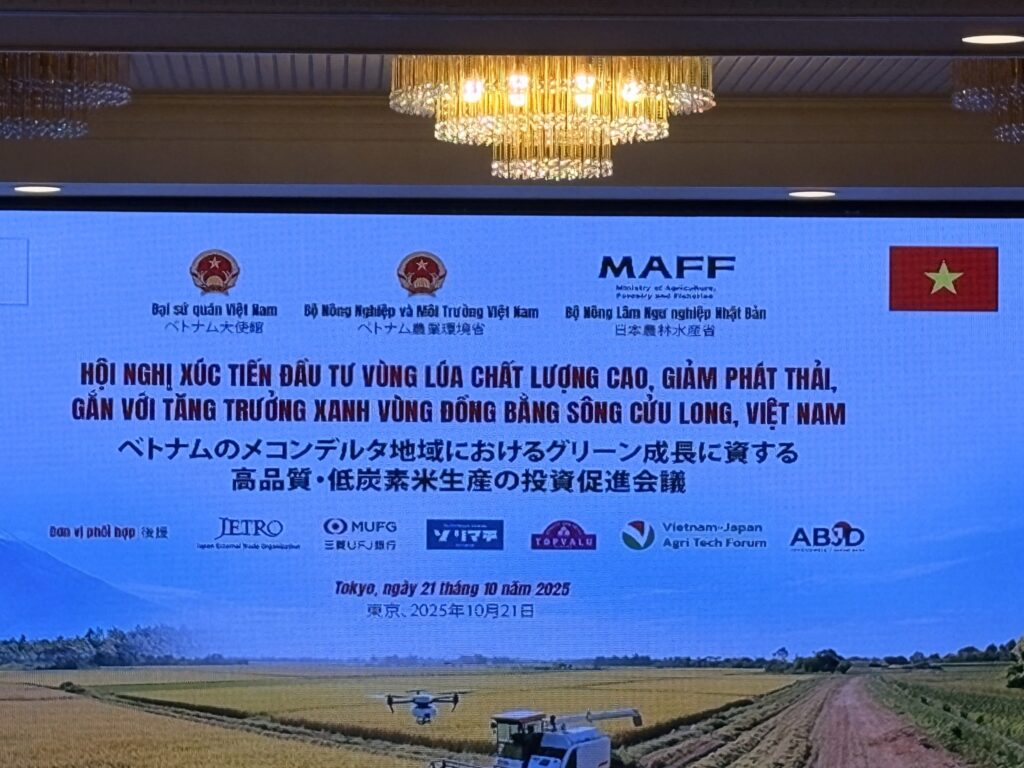 Đại sứ quán Việt Nam
ベトナム大使館
Bộ Nông Nghiệp và Môi Trường Việt Nam
ベトナム農業環境省
MAFF
Ministry of Agriculture,
Forestry and Fisheries
Bộ Nông Lâm Ngư nghiệp Nhật Bản
日本農林水産省
HỘI NGHỊ XÚC TIẾN ĐẦU TƯ VÙNG LÚA CHẤT LƯỢNG CAO, GIẢM PHÁT THẢI,
GẮN VỚI TĂNG TRƯỞNG XANH VÙNG ĐỒNG BẰNG SÔNG CỬU LONG, VIỆT NAM
ベトナムのメコンデルタ地域におけるグリーン成長に資する
高品質・低炭素米生産の投資促進会議
Đơn vị phối hợp 後援
JETRO
Japan External Trade Organization
MUFG
三菱UFJ銀行
ソリマチ
TOPVALU
Vietnam-Japan
Agri Tech Forum
ABJD
Tokyo, ngày 21 tháng 10 năm 2025
東京、2025年10月21日